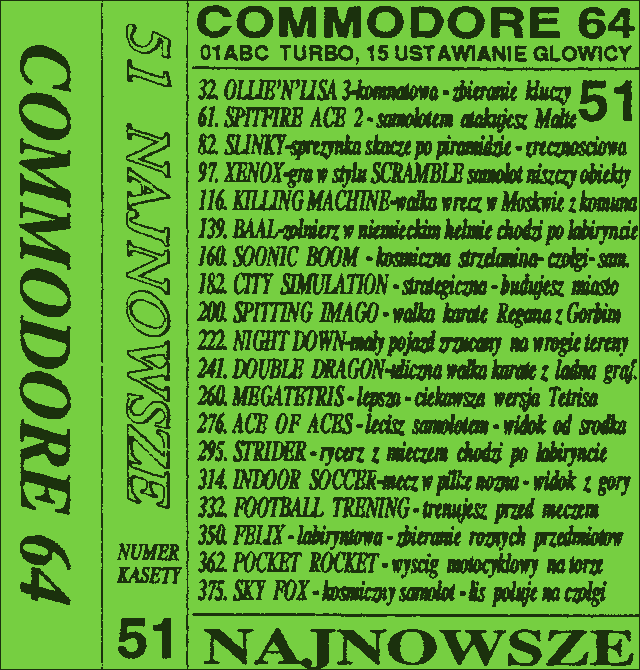 COMMODORE 64
51 NAJNOWSZE
NUMER
KASETY
51
COMMODORE 64
01ABC TURBO, 15 USTAWIANIE GLOWICY
51
32. OLLIE'N'LISA 3-komnatowa - zbieranie kluczy
61. SPITFIRE ACE 2 - samolotem atakujesz Malte
82. SLINKY-sprezynka skacze po piramidzie - zrecznosciowa
97. XENOX-gra w stylu SCRAMBLE samolot niszczy obiekty
116. KILLING MACHINE-walka wrecz w Moskwie z komuna
139. BAAL-zolnierz w niemieckim helmie chodzi po labiryncie
160. SOONIC BOOM - kosmiczna strzelanina- czolgi- sam.
182. CITY SIMULATION - strategiczna - budujesz miasto
200. SPITTING IMAGO - walka karate Regana z Gorbim
222. NIGHT DOWN-maly pojazd zrzucany na wrogie tereny
241. DOUBLE DRAGON-uliczna walka karate z ladna graf.
260. MEGATETRIS - lepsza - ciekawsza wersja Tetrisa
276. ACE OF ACES - lecisz samolotem - widok od srodka
295. STRIDER - rycerz z mieczem chodzi po labiryncie
314. INDOOR SOCCER-mecz w pilke nozna - widok z gory
332. FOOTBALL TRENING - trenujesz przed meczem
350. FELIX - labiryntowa - zbieranie roznych przedmiotow
362. POCKET ROCKET - wyscig motocyklowy na torze
375. SKY FOX - kosmiczny samolot - lis poluje na czolgi
NAJNOWSZE